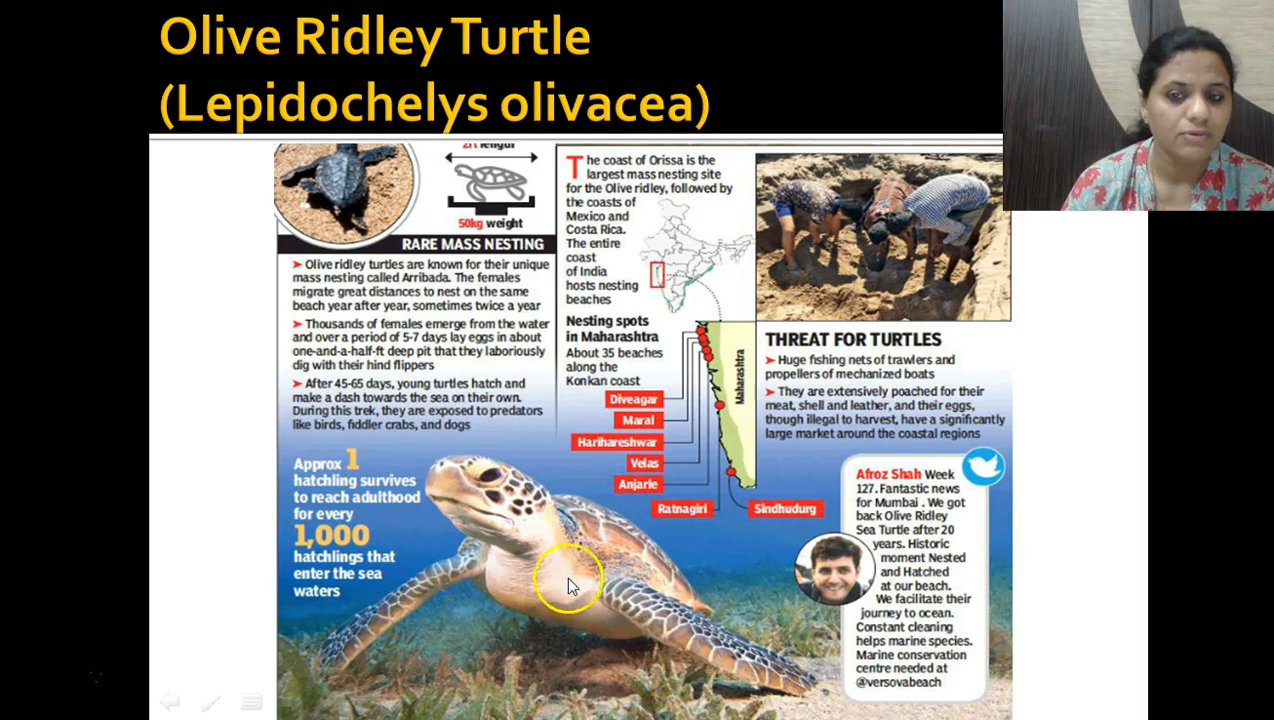 Olive Ridley Turtle
(Lepidochelys olivacea)
50kg weight
RARE MASS NESTING
➤ Olive ridley turtles are known for their unique
mass nesting called Arribada. The females
migrate great distances to nest on the same
beach year after year, sometimes twice a year
➤ Thousands of females emerge from the water
and over a period of 5-7 days lay eggs in about
one-and-a-half-ft deep pit that they laboriously
dig with their hind flippers
➤ After 45-65 days, young turtles hatch and
make a dash towards the sea on their own.
During this trek, they are exposed to predators
like birds, fiddler crabs, and dogs
Approx 1
hatchling survives
to reach adulthood
for every
1,000
hatchlings that
enter the sea
waters
The coast of Orissa is the
largest mass nesting site
for the Olive ridley, followed by
the coasts of
Mexico and
Costa Rica.
The entire
coast
of India
hosts nesting
beaches
Nesting spots
in Maharashtra
About 35 beaches
along the
Konkan coast
Diveagar
Maral
Harihareshwar
Velas
Anjarle
Ratnagiri
Sindhudurg
Maharashtra
THREAT FOR TURTLES
➤ Huge fishing nets of trawlers and
propellers of mechanized boats
➤ They are extensively poached for their
meat, shell and leather, and their eggs,
though illegal to harvest, have a significantly
large market around the coastal regions
Afroz Shah Week
127. Fantastic news
for Mumbai . We got
back Olive Ridley
Sea Turtle after 20
years. Historic
moment Nested
and Hatched
at our beach.
We facilitate their
journey to ocean.
Constant cleaning
helps marine species.
Marine conservation
centre needed at
@versovabeach